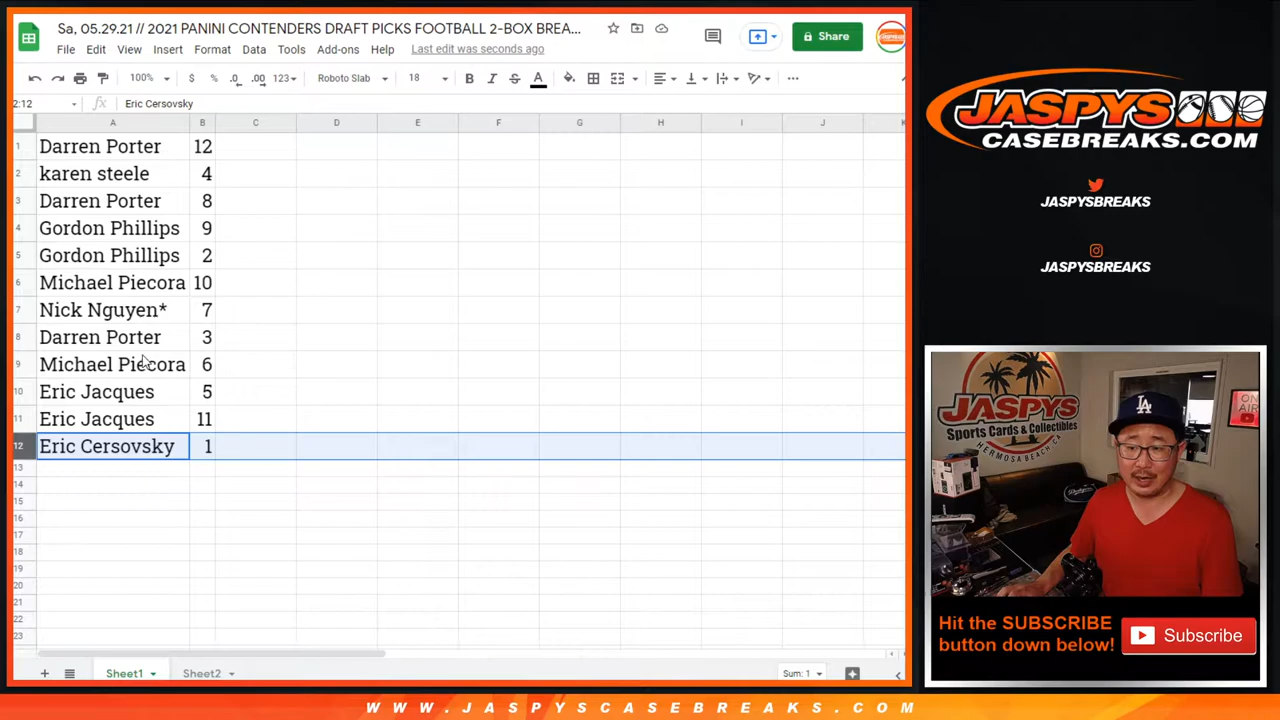 Sa, 05.29.21 // 2021 PANINI CONTENDERS DRAFT PICKS FOOTBALL 2-BOX BREA...
File Edit View Insert Format Data Tools Add-ons Help Last edit was seconds ago
Share
100% $ % .0 .00 123 Roboto Slab 18 B I S A
2:12 fx Eric Cersovsky
A B C D E F G H I J K
1 Darren Porter 12
2 karen steele 4
3 Darren Porter 8
4 Gordon Phillips 9
5 Gordon Phillips 2
6 Michael Piecora 10
7 Nick Nguyen* 7
8 Darren Porter 3
9 Michael Piecora 6
10 Eric Jacques 5
11 Eric Jacques 11
12 Eric Cersovsky 1
13
14
15
16
17
18
19
20
21
22
23
Sheet1 Sheet2 Sum: 1
JASPYS
CASEBREAKS.COM
JASPYSBREAKS
JASPYSBREAKS
JASPYS
Sports Cards & Collectibles
HERMOSA BEACH
ON AIR
LA
Hit the SUBSCRIBE
button down below!
Subscribe
WWW.JASPYSCASEBREAKS.COM